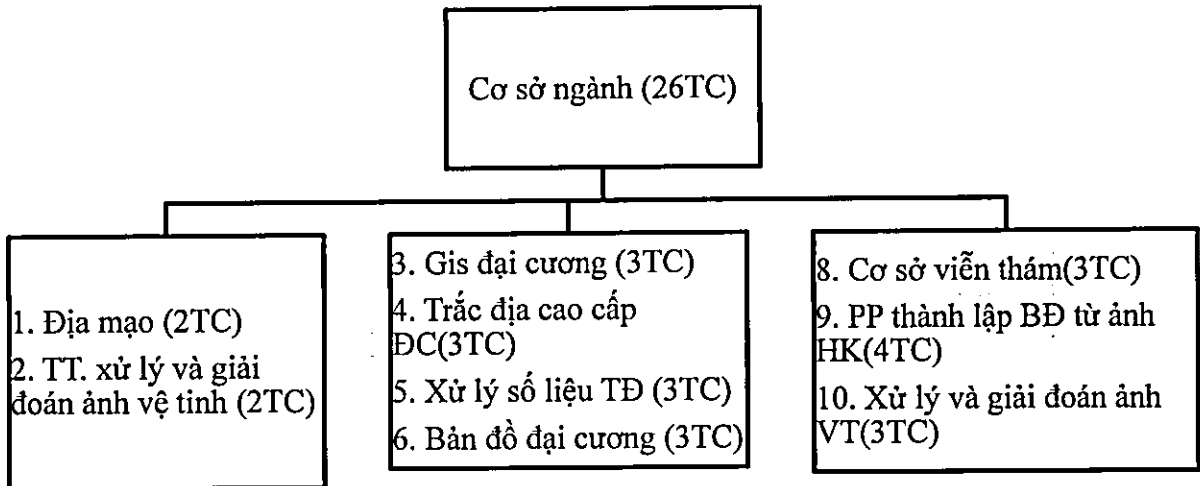 Cơ sở ngành (26TC)
1. Địa mạo (2TC)
2. TT. xử lý và giải
đoán ảnh vệ tinh (2TC)
3. Gis đại cương (3TC)
4. Trắc địa cao cấp
ĐC(3TC)
5. Xử lý số liệu TĐ (3TC)
6. Bản đồ đại cương (3TC)
8. Cơ sở viễn thám(3TC)
9. PP thành lập BĐ từ ảnh
HK(4TC)
10. Xử lý và giải đoán ảnh
VT(3TC)